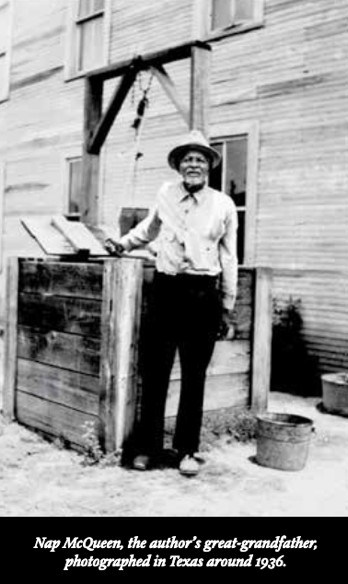 Nap McQueen, the author's great-grandfather,
photographed in Texas around 1936.